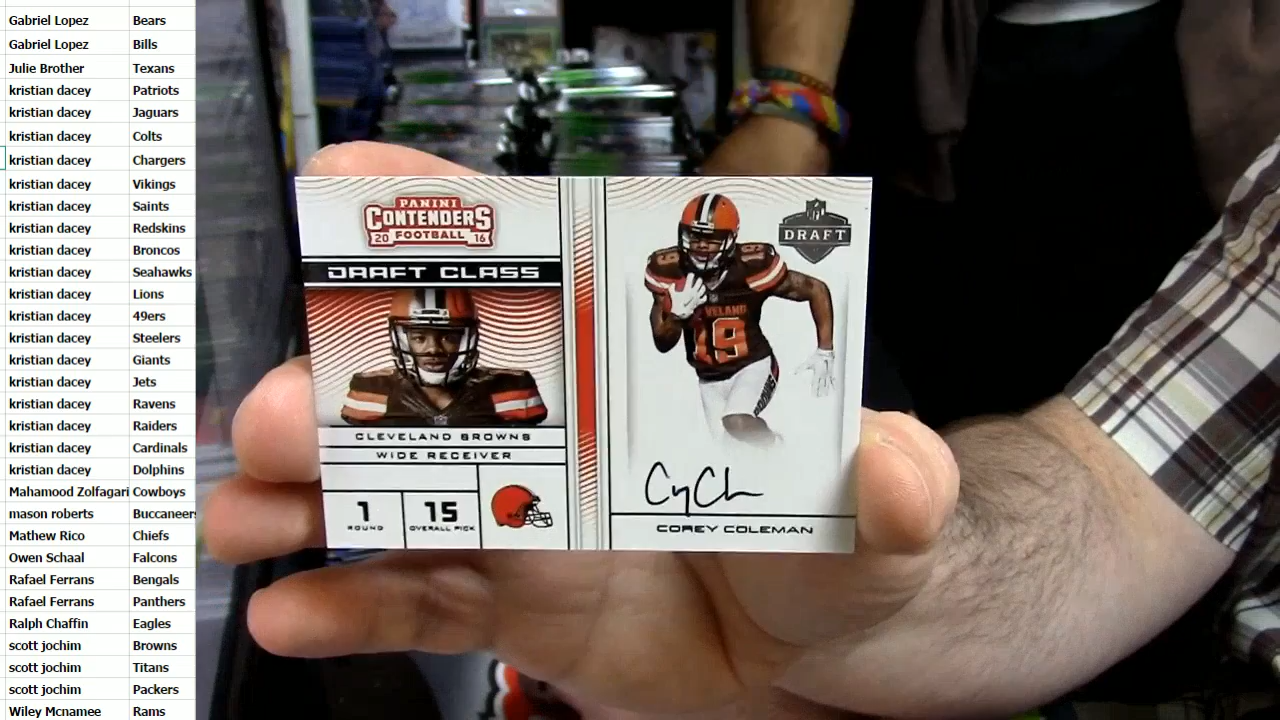 Gabriel Lopez Bears
Gabriel Lopez Bills
Julie Brother Texans
kristian dacey Patriots
kristian dacey Jaguars
kristian dacey Colts
kristian dacey Chargers
kristian dacey Vikings
kristian dacey Saints
kristian dacey Redskins
kristian dacey Broncos
kristian dacey Seahawks
kristian dacey Lions
kristian dacey 49ers
kristian dacey Steelers
kristian dacey Giants
kristian dacey Jets
kristian dacey Ravens
kristian dacey Raiders
kristian dacey Cardinals
kristian dacey Dolphins
Mahamood Zolfagari Cowboys
mason roberts Buccaneers
Mathew Rico Chiefs
Owen Schaal Falcons
Rafael Ferrans Bengals
Rafael Ferrans Panthers
Ralph Chaffin Eagles
scott jochim Browns
scott jochim Titans
scott jochim Packers
Wiley Mcnamee Rams
PANINI
CONTENDERS
20 FOOTBALL 16
DRAFT CLASS
CLEVELAND BROWNS
WIDE RECEIVER
1 15
ROUND OVERALL PICK
NFL
DRAFT
19
19
COREY COLEMAN